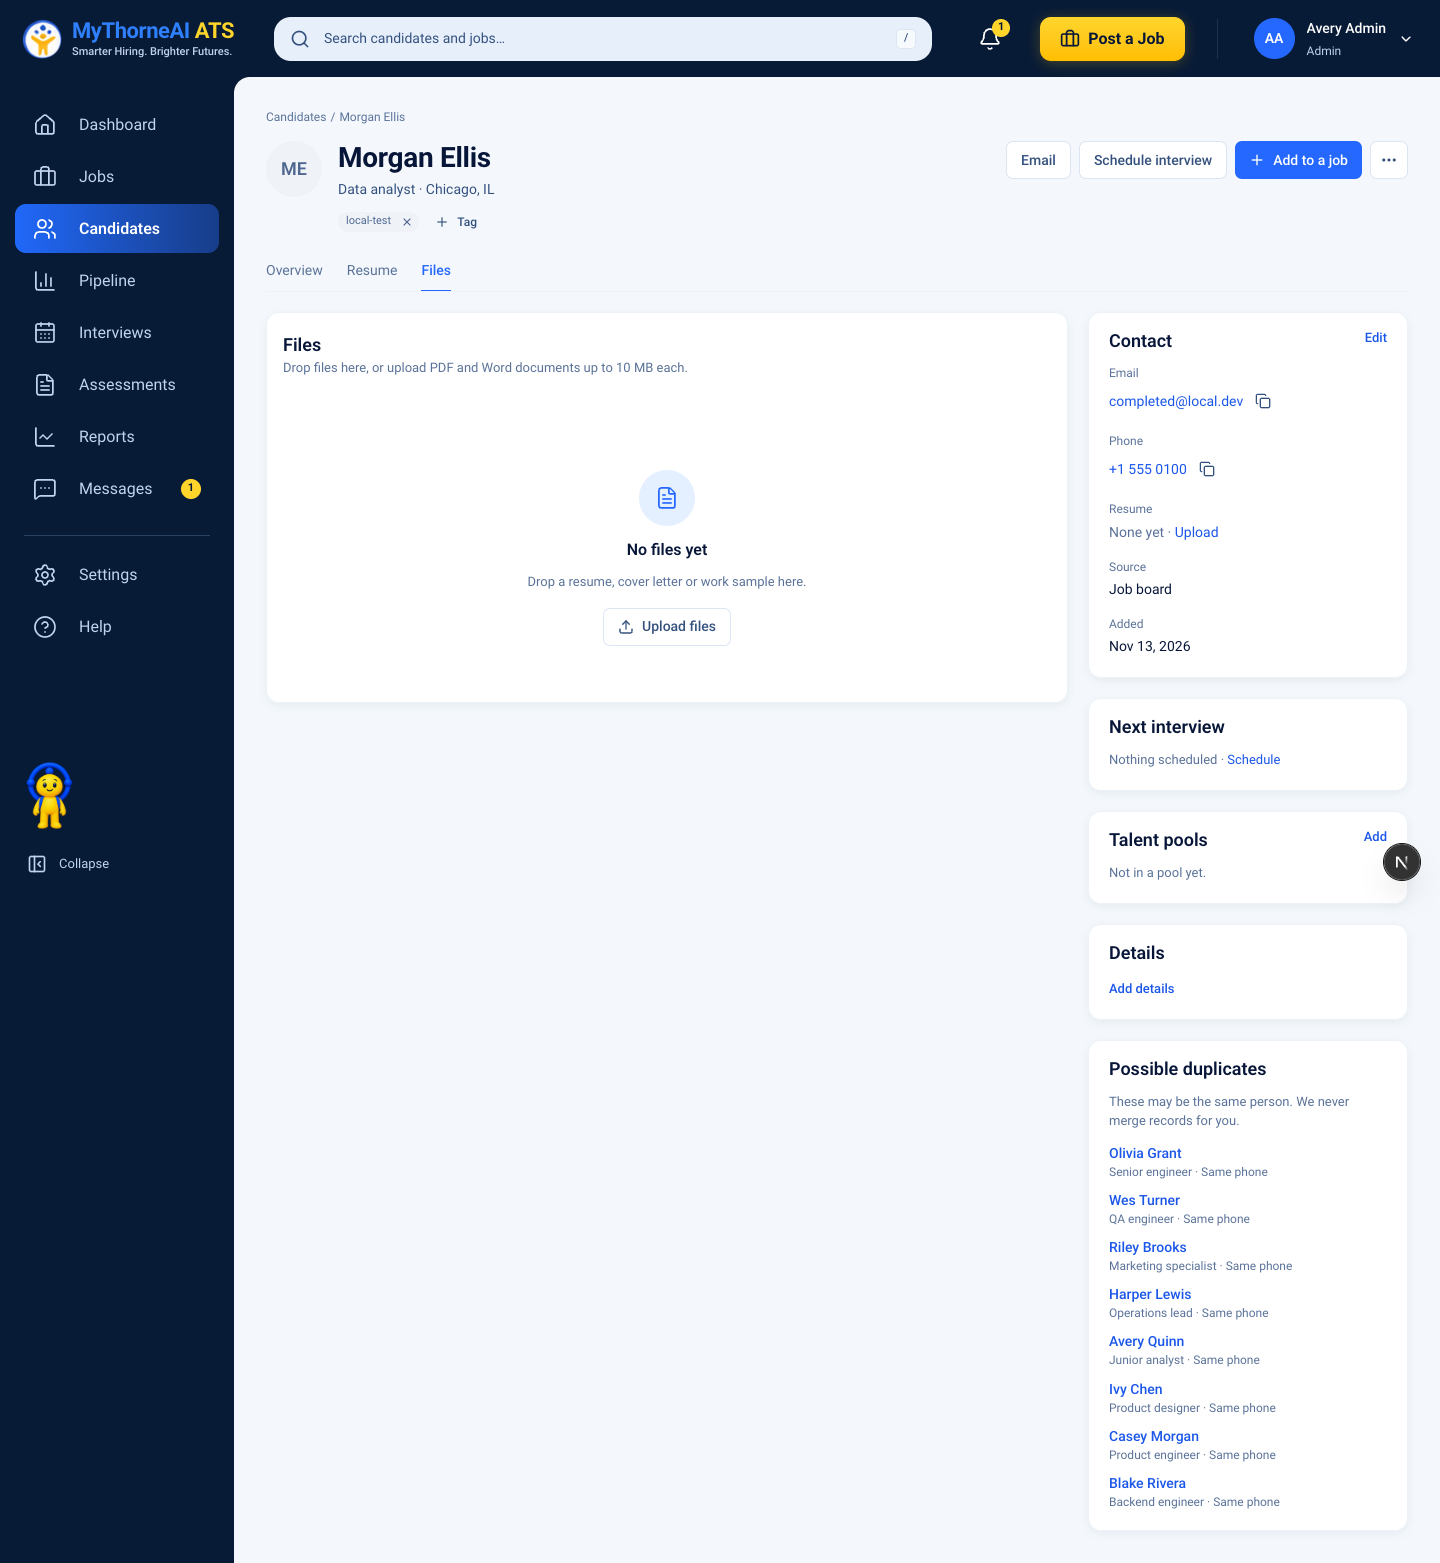 MyThorneAI ATS
Smarter Hiring. Brighter Futures.
Search candidates and jobs...
/
1
Post a Job
AA
Avery Admin
Admin
Dashboard
Jobs
Candidates
Pipeline
Interviews
Assessments
Reports
Messages
1
Settings
Help
Collapse
Candidates / Morgan Ellis
ME
Morgan Ellis
Data analyst · Chicago, IL
local-test
Tag
Email
Schedule interview
Add to a job
Overview
Resume
Files
Files
Drop files here, or upload PDF and Word documents up to 10 MB each.
No files yet
Drop a resume, cover letter or work sample here.
Upload files
Contact
Edit
Email
completed@local.dev
Phone
+1 555 0100
Resume
None yet · Upload
Source
Job board
Added
Nov 13, 2026
Next interview
Nothing scheduled · Schedule
Talent pools
Add
Not in a pool yet.
N
Details
Add details
Possible duplicates
These may be the same person. We never
merge records for you.
Olivia Grant
Senior engineer · Same phone
Wes Turner
QA engineer · Same phone
Riley Brooks
Marketing specialist · Same phone
Harper Lewis
Operations lead · Same phone
Avery Quinn
Junior analyst · Same phone
Ivy Chen
Product designer · Same phone
Casey Morgan
Product engineer · Same phone
Blake Rivera
Backend engineer · Same phone